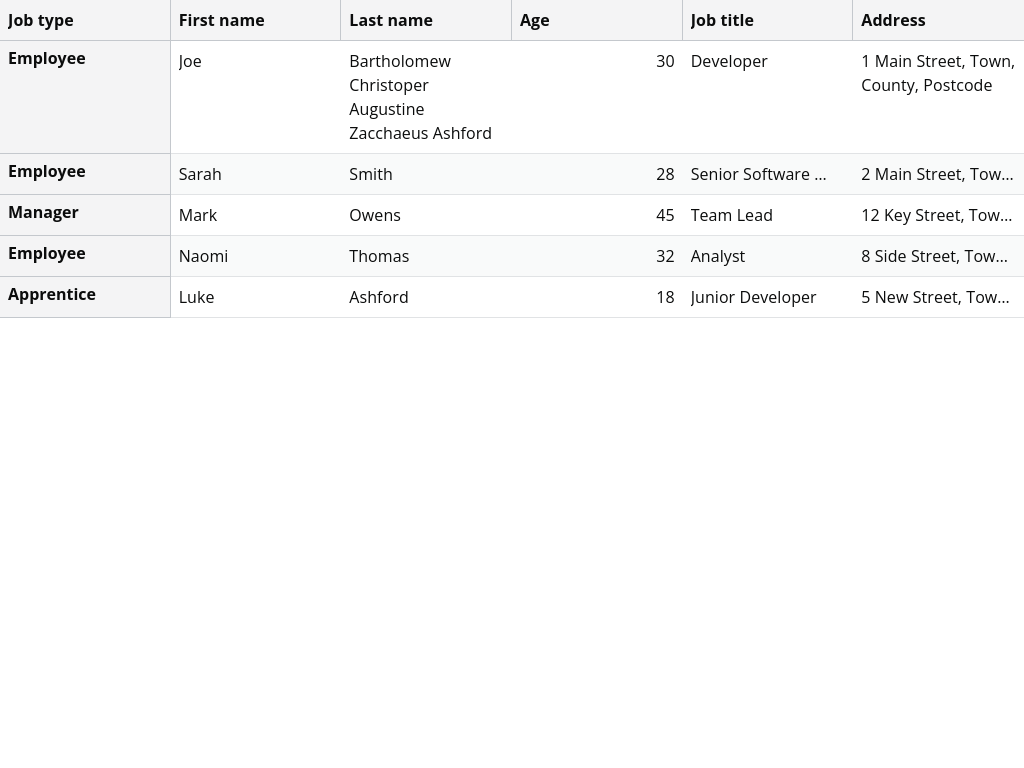 Job type First name Last name Age Job title Address
Employee Joe Bartholomew 30 Developer 1 Main Street, Town,
Christoper County, Postcode
Augustine
Zacchaeus Ashford
Employee Sarah Smith 28 Senior Software ... 2 Main Street, Tow...
Manager Mark Owens 45 Team Lead 12 Key Street, Tow...
Employee Naomi Thomas 32 Analyst 8 Side Street, Tow...
Apprentice Luke Ashford 18 Junior Developer 5 New Street, Tow...